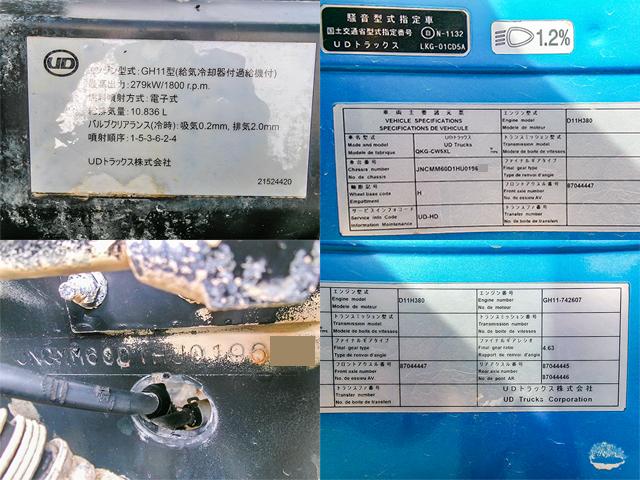 UD
エンジン型式:GH11型(給気冷却器付過給機付)
最高出力:279kW/1800 r.p.m.
燃料噴射方式:電子式
総排気量:10.836 L
バルブクリアランス(冷時):吸気0.2mm, 排気2.0mm
噴射順序:1-5-3-6-2-4
UDトラックス株式会社
21524420
騒音型式指定車
国土交通省型式指定番号 N-1132
UDトラックス LKG-01CD5A
1.2%
車両主要諸元票
VEHICLE SPECIFICATIONS
SPECIFICATIONS DE VEHICULE
車名型式
Make and model
Modele de fabrique
UDトラックス
UD Trucks
QKG-CW5XL
車台番号
Chassis number
No de chassis
JNCMM60D1HU0196
軸距記号
Wheel base code
Empattement
H
サービスインフォコード
Service Info Code
Information Maintenance
UD-HD
エンジン型式
Engine model
Modele de moteur
D11H380
トランスミッション型式
Transmission model
Modele de boite de vitesses
ファイナルギアタイプ
Final gear type
Type de renvoi d'angle
フロントアクスル番号
Front axle number
No de essieu AV.
87044447
トランスファ番号
Transfer number
No de boite de transfert
JNCMM60D1HU0196
エンジン型式
Engine model
Modele de moteur
D11H380
エンジン番号
Engine number
No de moteur
GH11-742607
トランスミッション型式
Transmission model
Modele de boite de vitesses
トランスミッション番号
Transmission number
No de boite de vitesses
ファイナルギアタイプ
Final gear type
Type de renvoi d'angle
ファイナルギアレシオ
Final gear ratio
Rapport de renvoi d'angle
4.63
フロントアクスル番号
Front axle number
No de essieu AV.
87044447
リアアクスル番号
Rear axle number
No de pont AR.
87044445
87044446
トランスファ番号
Transfer number
No de boite de transfert
UDトラックス株式会社
UD Trucks Corporation